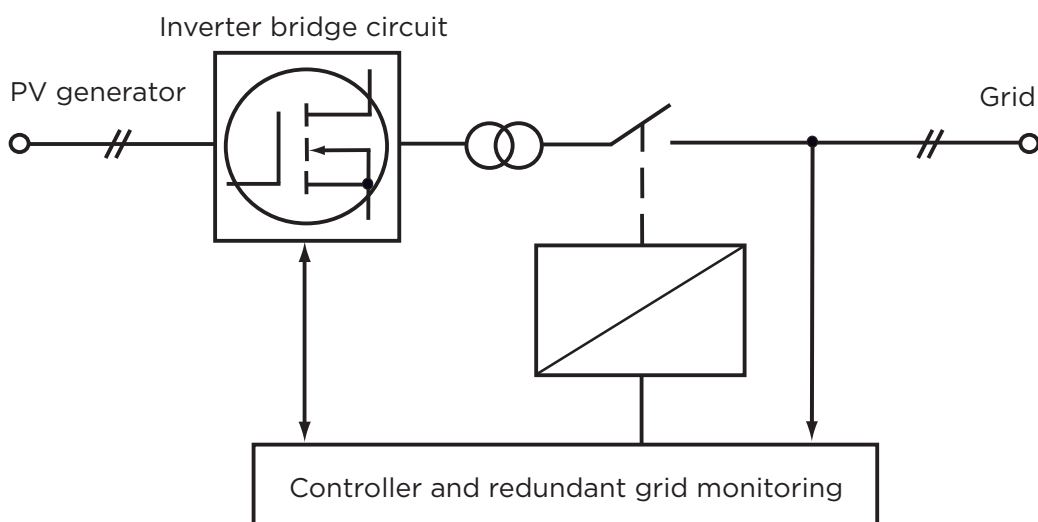 Inverter bridge circuit
PV generator
Grid
Controller and redundant grid monitoring